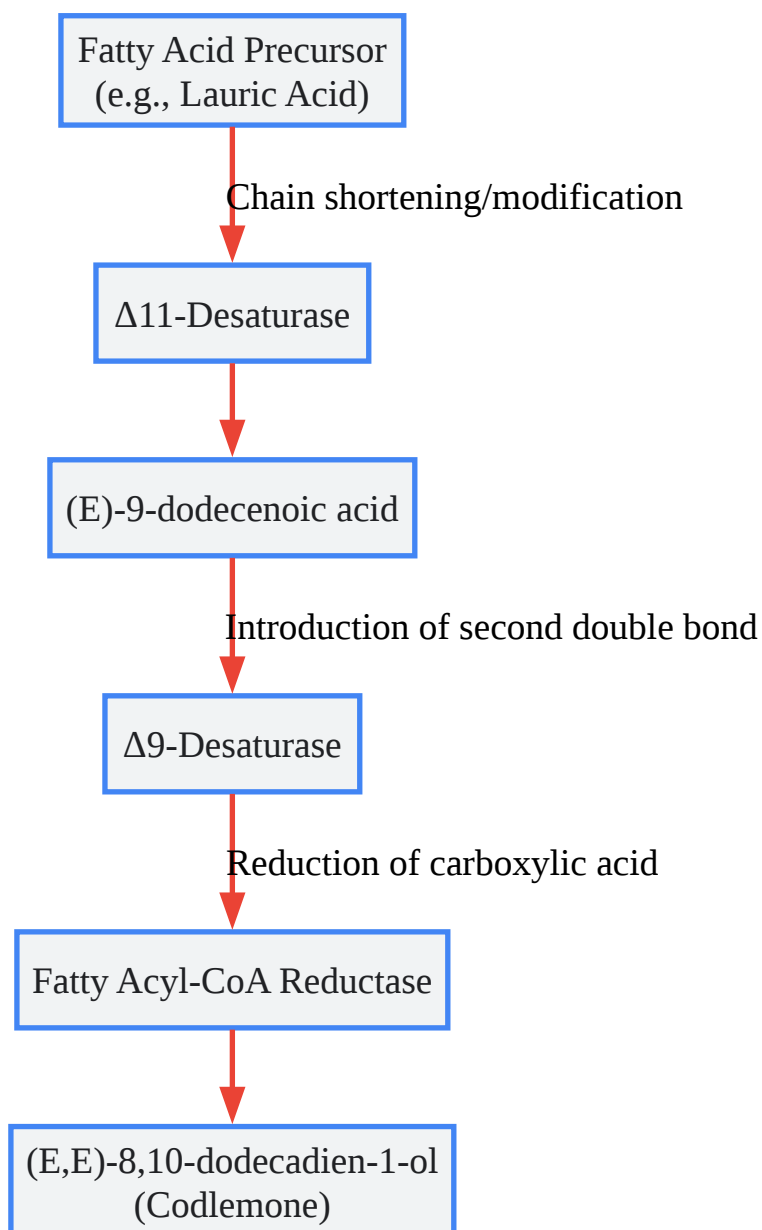 Fatty Acid Precursor
(e.g., Lauric Acid)
Chain shortening/modification
Δ11-Desaturase
(E)-9-dodecenoic acid
Introduction of second double bond
Δ9-Desaturase
Reduction of carboxylic acid
Fatty Acyl-CoA Reductase
(E,E)-8,10-dodecadien-1-ol
(Codlemone)